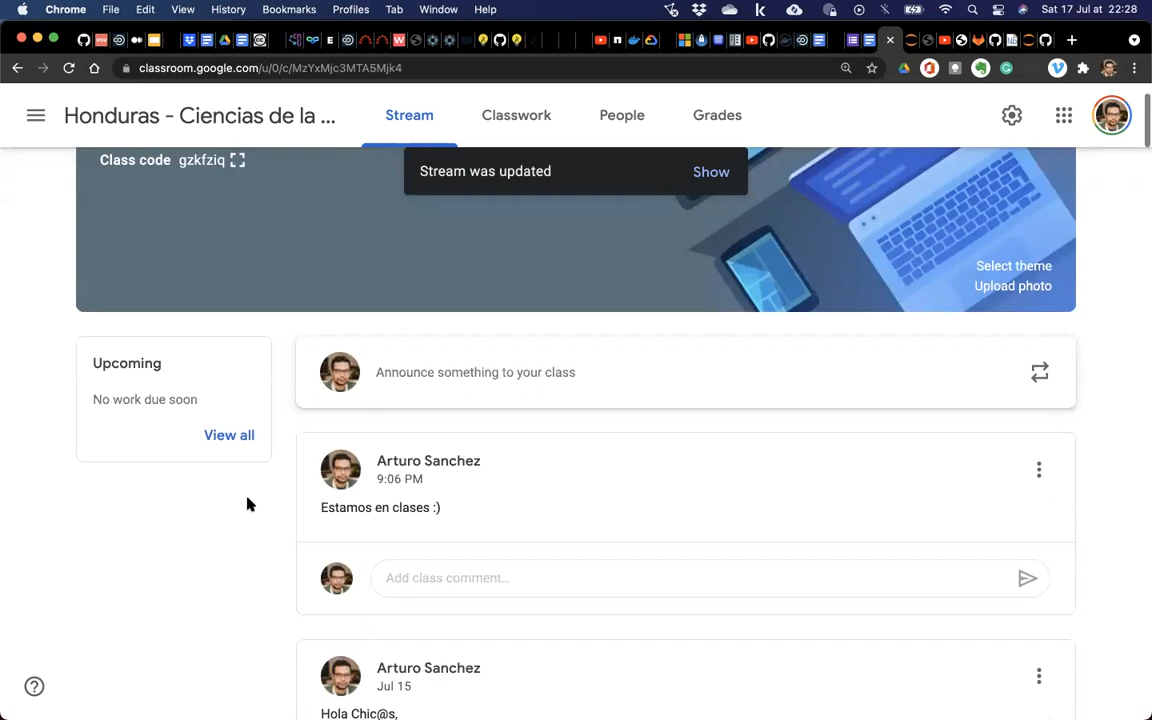 Chrome File Edit View History Bookmarks Profiles Tab Window Help Sat 17 Jul at 22:28
classroom.google.com/u/0/c/MzYxMjc3MTA5Mjk4
Honduras - Ciencias de la ... Stream Classwork People Grades
Class code gzkfziq
Stream was updated Show
Select theme
Upload photo
Upcoming
No work due soon
View all
Announce something to your class
Arturo Sanchez
9:06 PM
Estamos en clases :)
Add class comment...
Arturo Sanchez
Jul 15
Hola Chic@s,